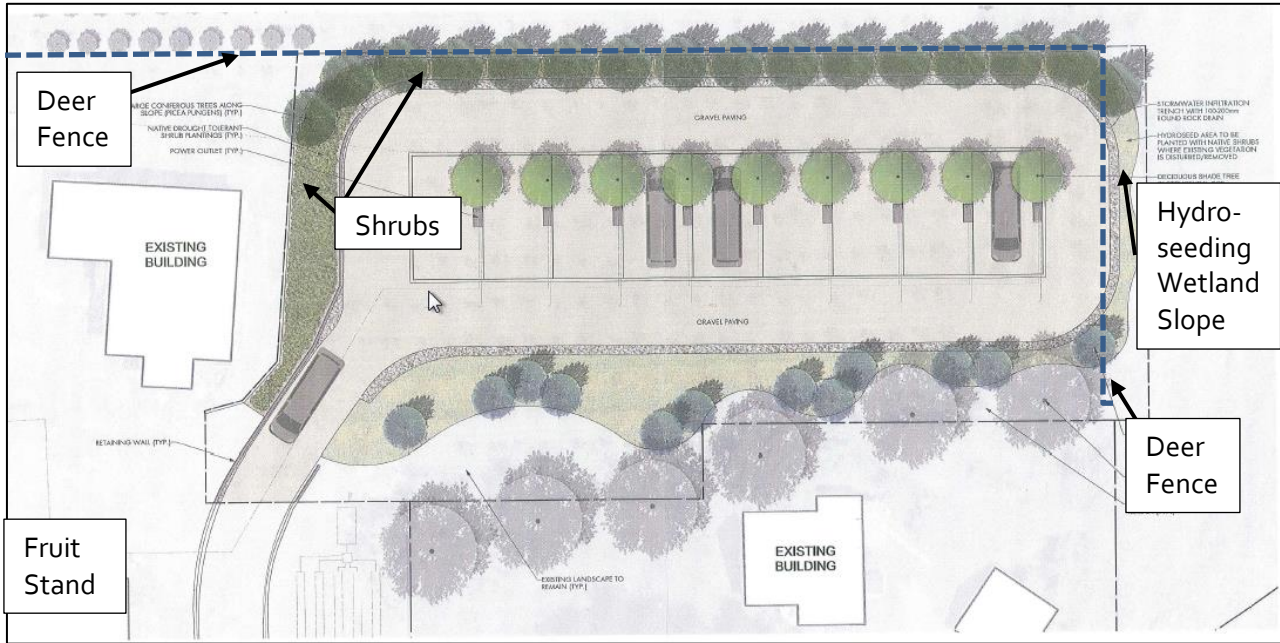 Deer
Fence
LARGE CONIFEROUS TREES ALONG
SLOPE (PICEA PUNGENS) (TYP.)
NATIVE DROUGHT TOLERANT
SHRUB PLANTINGS (TYP.)
POWER OUTLET (TYP.)
GRAVEL PAVING
STORMWATER INFILTRATION
TRENCH WITH 100-200mm
ROUND ROCK DRAIN
HYDROSEED AREA TO BE
PLANTED WITH NATIVE SHRUBS
WHERE EXISTING VEGETATION
IS DISTURBED/REMOVED
DECIDUOUS SHADE TREE
Shrubs
EXISTING
BUILDING
Hydro-
seeding
Wetland
Slope
GRAVEL PAVING
RETAINING WALL (TYP.)
Deer
Fence
Fruit
Stand
EXISTING LANDSCAPE TO
REMAIN (TYP.)
EXISTING
BUILDING